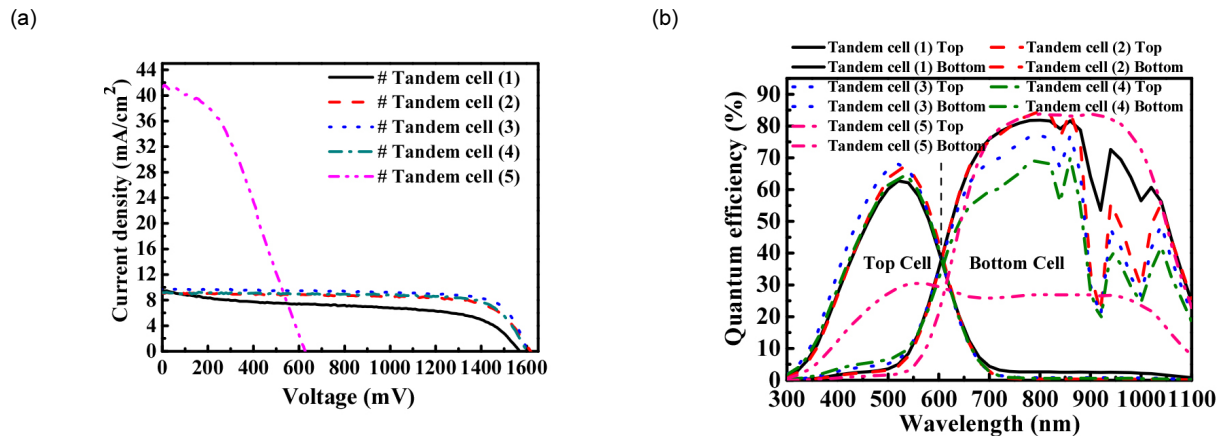 (a)
(b)
Current density (mA/cm2)
44
40
36
32
28
24
20
16
12
8
4
0
# Tandem cell (1)
# Tandem cell (2)
# Tandem cell (3)
# Tandem cell (4)
# Tandem cell (5)
0 200 400 600 800 1000 1200 1400 1600
Voltage (mV)
Tandem cell (1) Top Tandem cell (2) Top
Tandem cell (1) Bottom Tandem cell (2) Bottom
Tandem cell (3) Top Tandem cell (4) Top
Tandem cell (3) Bottom Tandem cell (4) Bottom
Tandem cell (5) Top
Tandem cell (5) Bottom
Quantum efficiency (%)
90
80
70
60
50
40
30
20
10
0
Top Cell Bottom Cell
300 400 500 600 700 800 900 1000 1100
Wavelength (nm)